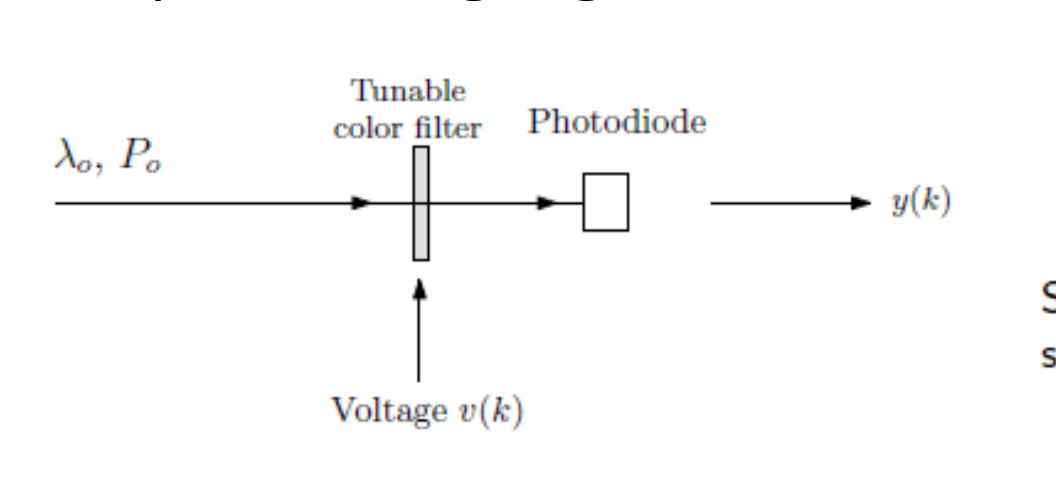 Tunable
color filter
Photodiode
λₒ, Pₒ
y(k)
S
s
Voltage v(k)